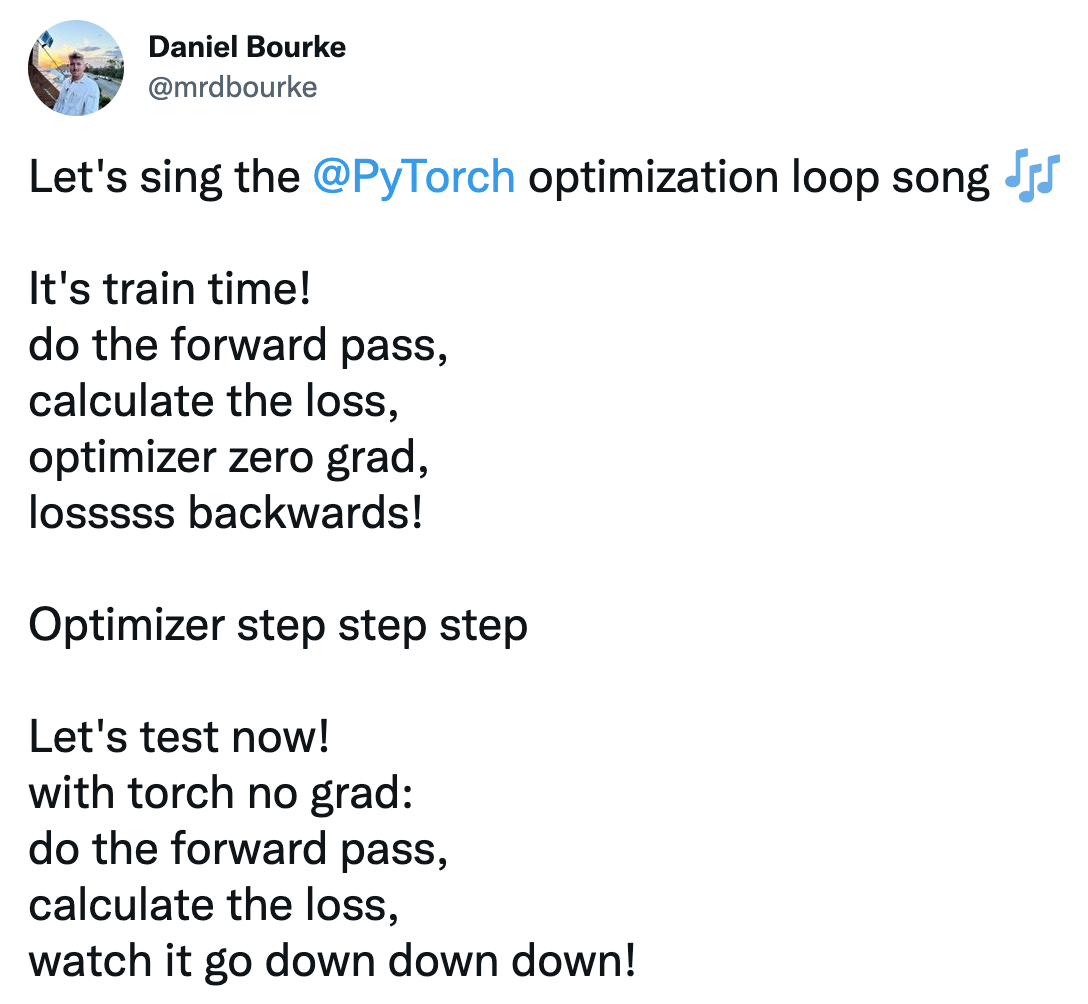 Daniel Bourke
@mrdbourke
Let's sing the @PyTorch optimization loop song 🎶
It's train time!
do the forward pass,
calculate the loss,
optimizer zero grad,
losssss backwards!
Optimizer step step step
Let's test now!
with torch no grad:
do the forward pass,
calculate the loss,
watch it go down down down!